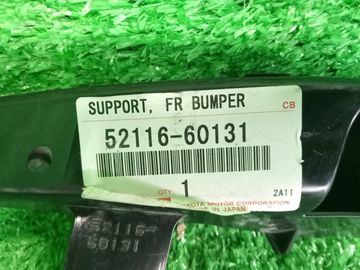 SUPPORT, FR BUMPER
CB
52116-60131
QTY.
1
2A11
TOYOTA MOTOR CORPORATION
MADE IN JAPAN
52116-
60131